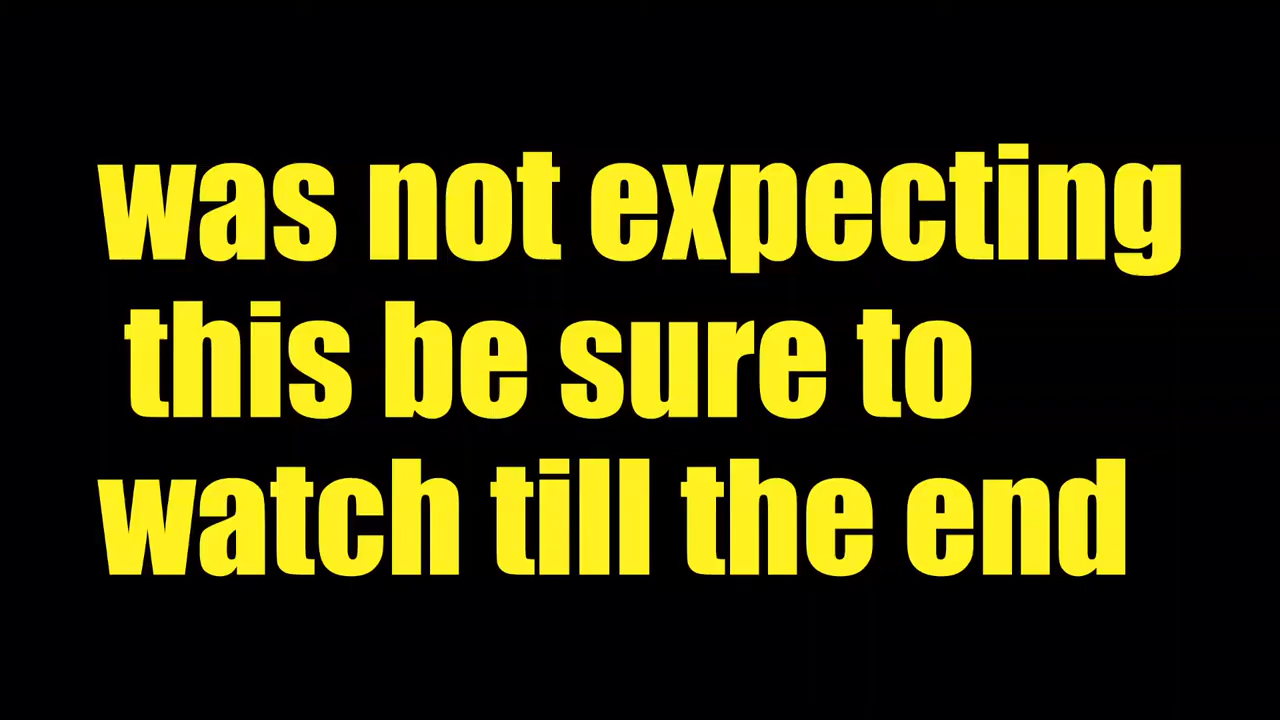 was not expecting
this be sure to
watch till the end